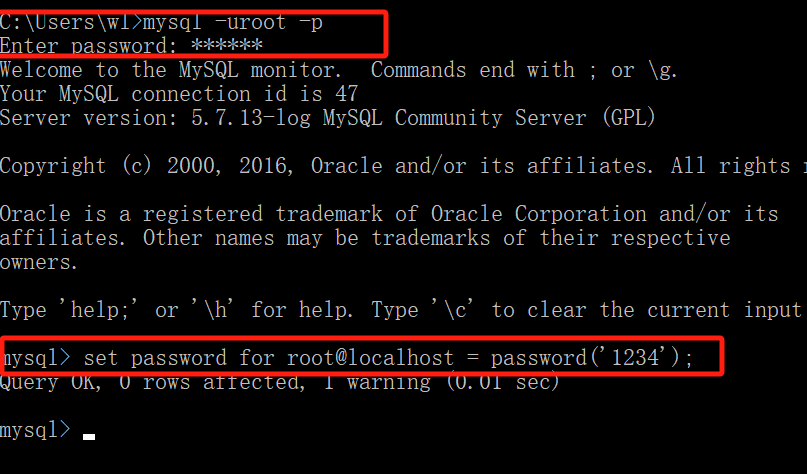 C:\Users\wl>mysql -uroot -p
Enter password: ******
Welcome to the MySQL monitor.  Commands end with ; or \g.
Your MySQL connection id is 47
Server version: 5.7.13-log MySQL Community Server (GPL)
Copyright (c) 2000, 2016, Oracle and/or its affiliates. All rights r
Oracle is a registered trademark of Oracle Corporation and/or its
affiliates. Other names may be trademarks of their respective
owners.
Type 'help;' or '\h' for help. Type '\c' to clear the current input
mysql> set password for root@localhost = password('1234');
Query OK, 0 rows affected, 1 warning (0.01 sec)
mysql>